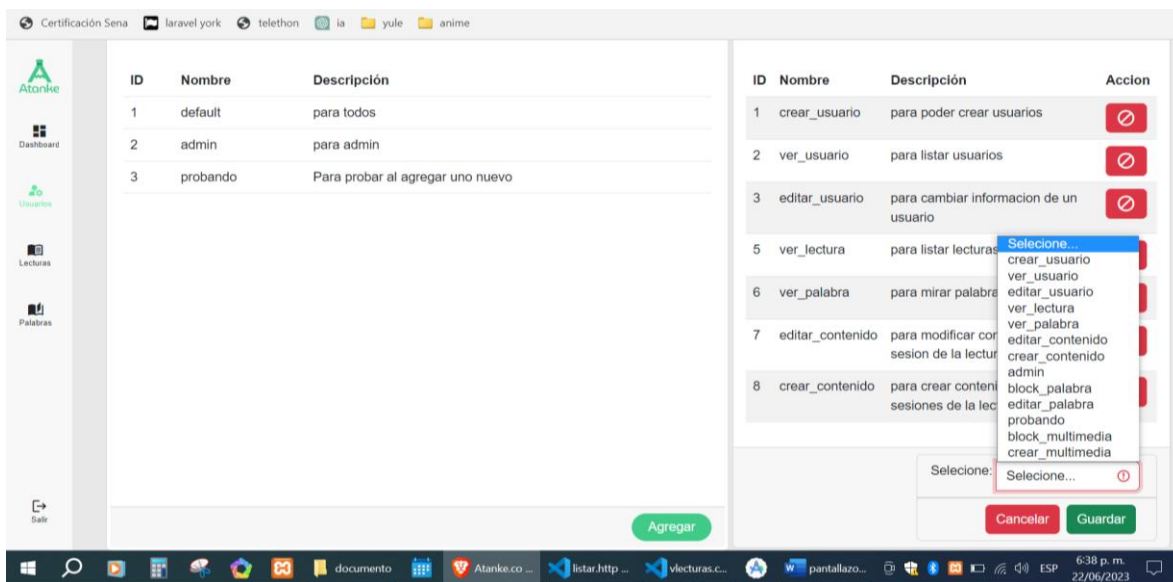 Certificación Sena laravel york telethon ia yule anime
Atanke
Dashboard
Usuarios
Lecturas
Palabras
Salir
ID Nombre Descripción
1 default para todos
2 admin para admin
3 probando Para probar al agregar uno nuevo
Agregar
ID Nombre Descripción Accion
1 crear_usuario para poder crear usuarios
2 ver_usuario para listar usuarios
3 editar_usuario para cambiar informacion de un
usuario
5 ver_lectura para listar lecturas
6 ver_palabra para mirar palabra
7 editar_contenido para modificar con
sesion de la lectur
8 crear_contenido para crear conteni
sesiones de la lec
Selecione...
crear_usuario
ver_usuario
editar_usuario
ver_lectura
ver_palabra
editar_contenido
crear_contenido
admin
block_palabra
editar_palabra
probando
block_multimedia
crear_multimedia
Selecione: Selecione...
Cancelar Guardar
documento Atanke.co ... listar.http ... vlecturas.c... pantallazo... ESP 6:38 p. m.
22/06/2023